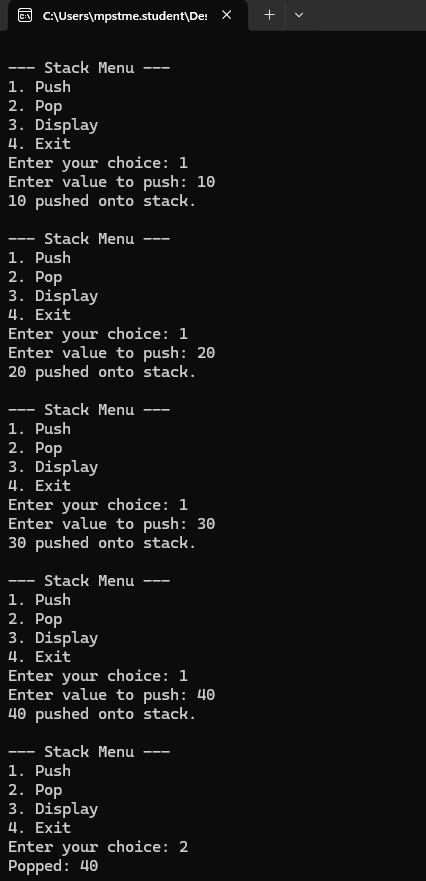 C:\Users\mpstme.student\Des
--- Stack Menu ---
1. Push
2. Pop
3. Display
4. Exit
Enter your choice: 1
Enter value to push: 10
10 pushed onto stack.
--- Stack Menu ---
1. Push
2. Pop
3. Display
4. Exit
Enter your choice: 1
Enter value to push: 20
20 pushed onto stack.
--- Stack Menu ---
1. Push
2. Pop
3. Display
4. Exit
Enter your choice: 1
Enter value to push: 30
30 pushed onto stack.
--- Stack Menu ---
1. Push
2. Pop
3. Display
4. Exit
Enter your choice: 1
Enter value to push: 40
40 pushed onto stack.
--- Stack Menu ---
1. Push
2. Pop
3. Display
4. Exit
Enter your choice: 2
Popped: 40